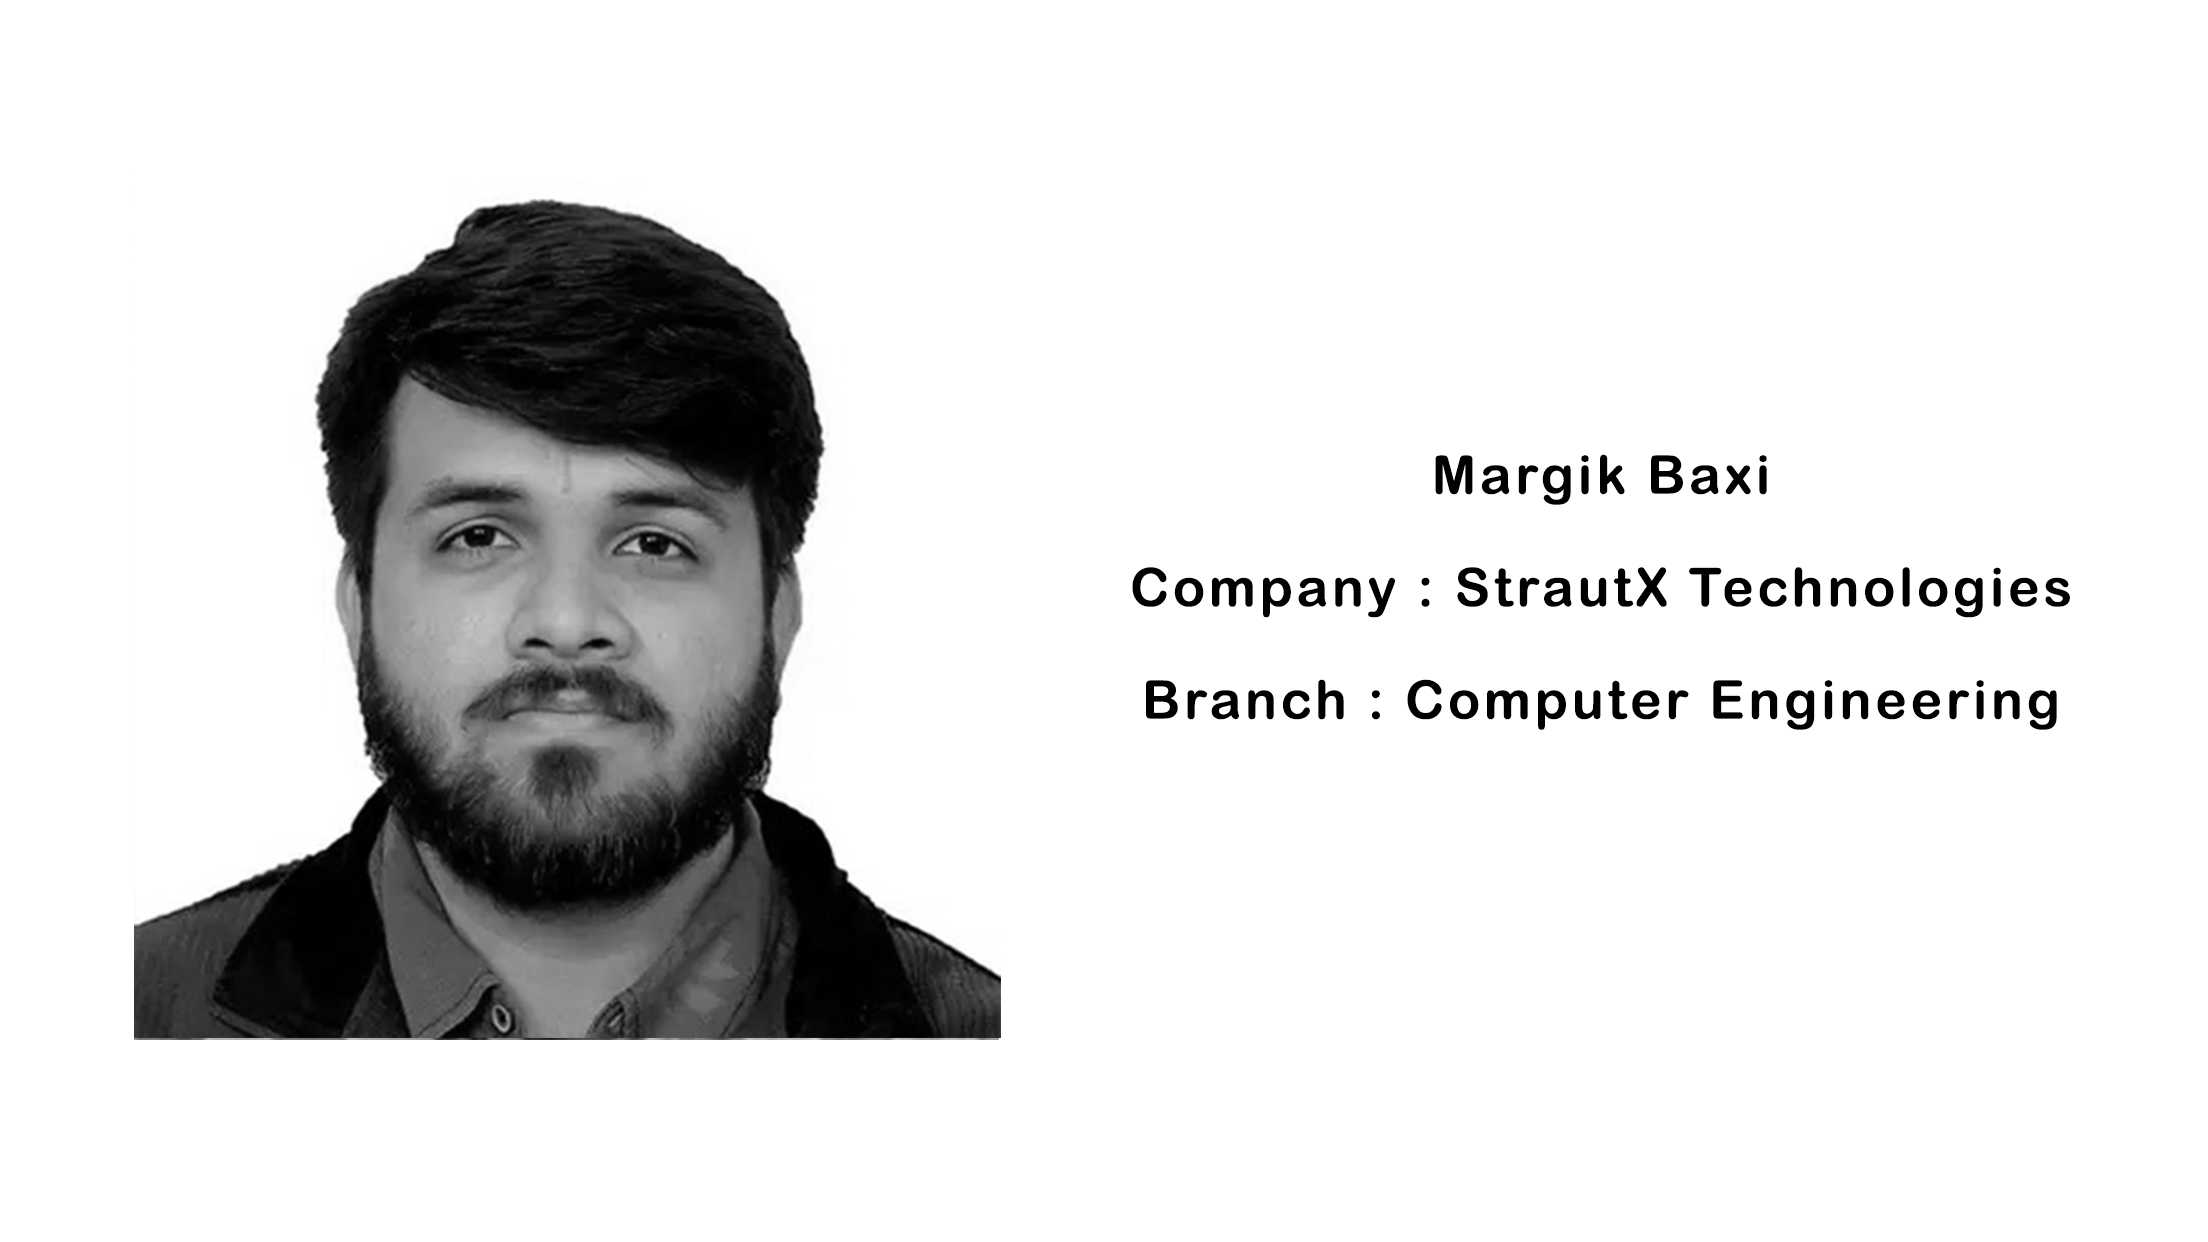 Margik Baxi
Company : StrautX Technologies
Branch : Computer Engineering